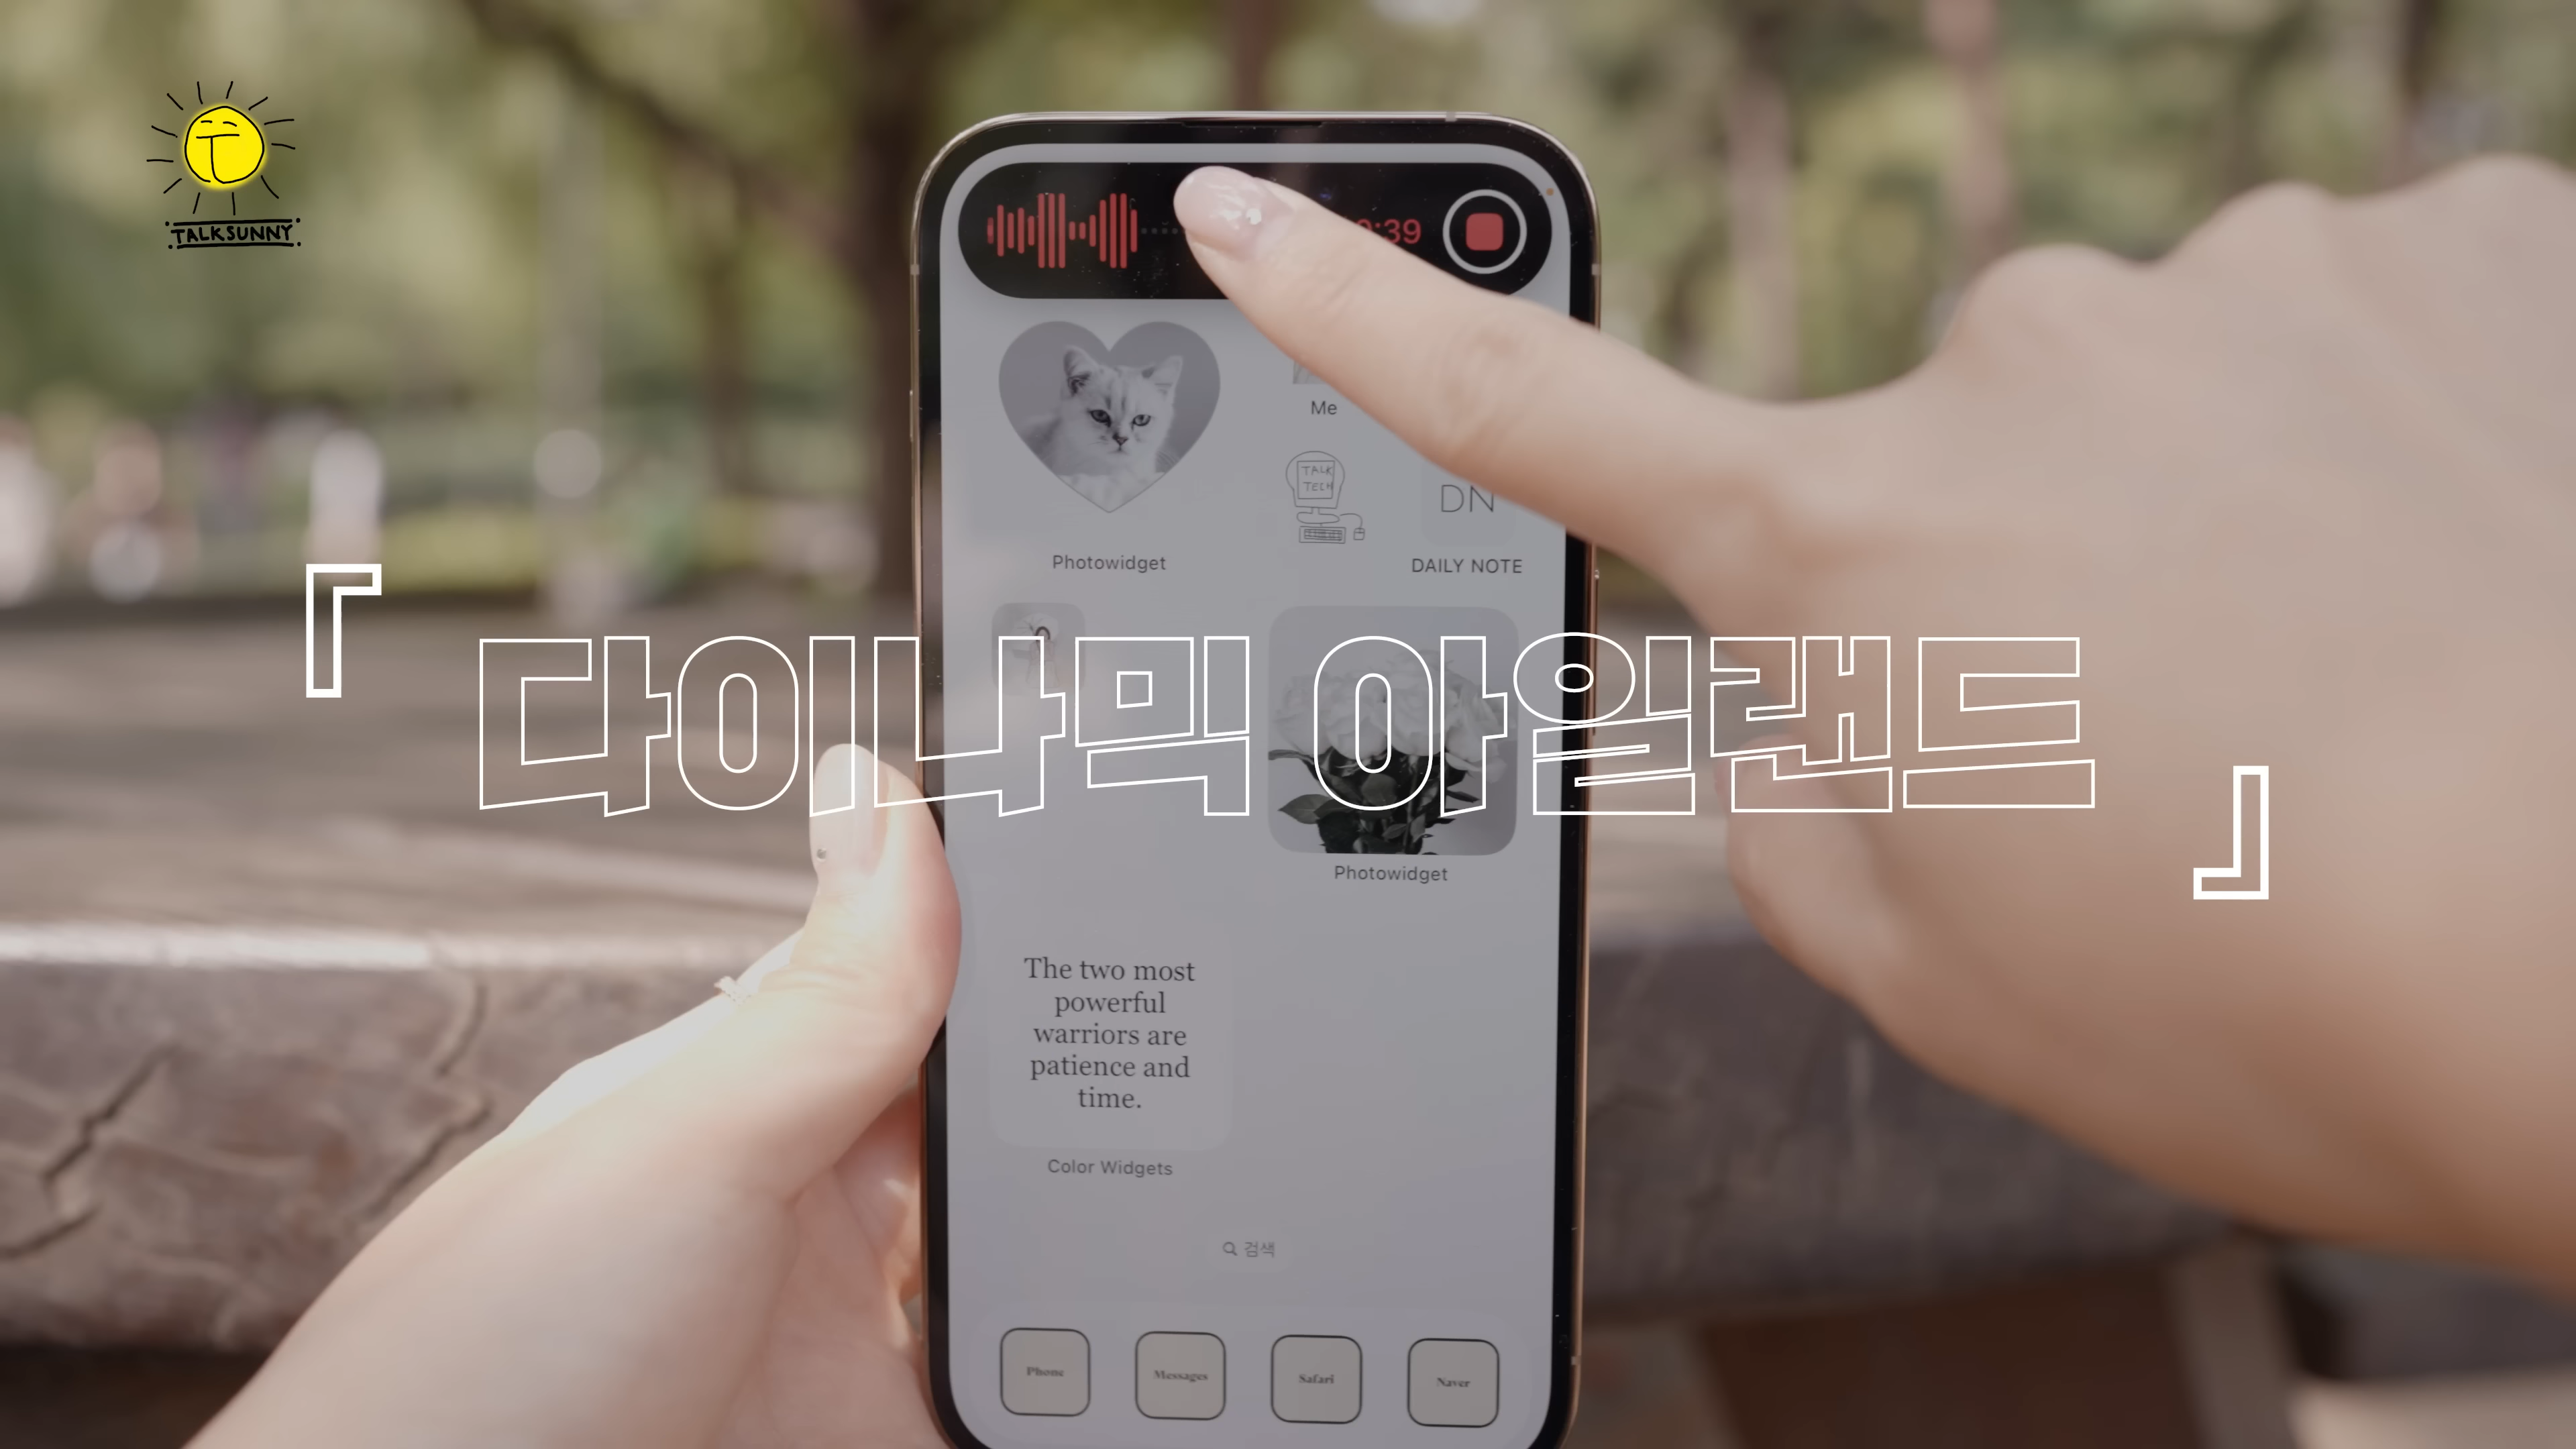 T
TALKSUNNY
:39
Me
TALK
TECH
DN
Photowidget
DAILY NOTE
「다이나믹 아일랜드」
Photowidget
The two most
powerful
warriors are
patience and
time.
Color Widgets
검색
Phone
Messages
Safari
Naver